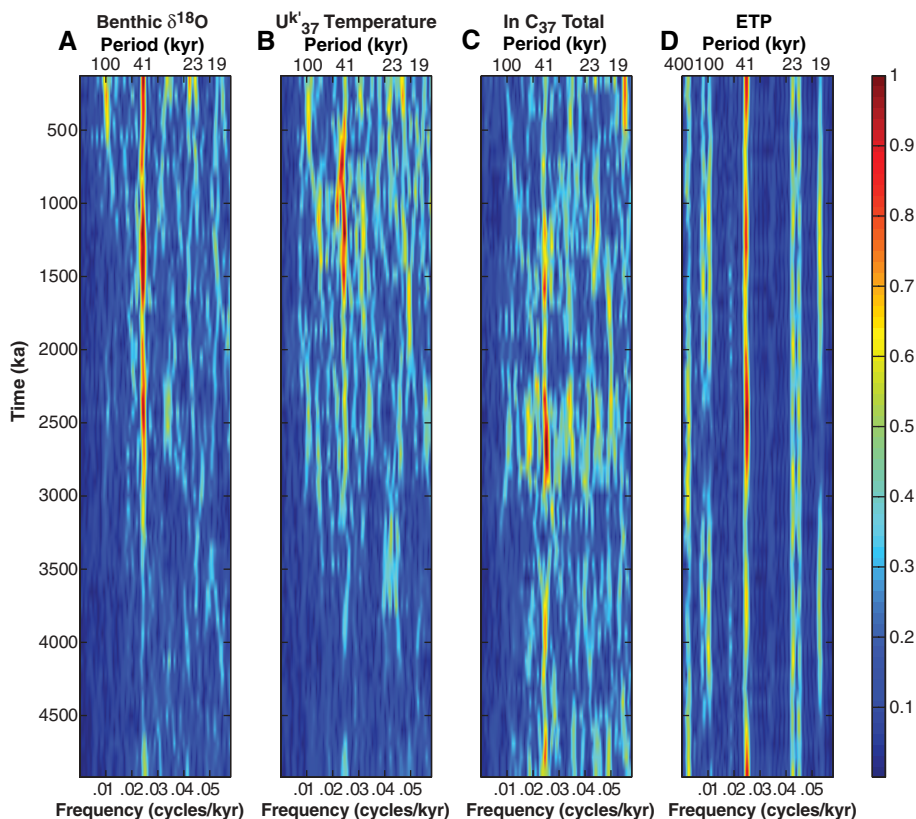 Benthic δ18O
Uk'37 Temperature
ln C37 Total
ETP
A
B
C
D
Period (kyr)
Period (kyr)
Period (kyr)
Period (kyr)
100 41 23 19
100 41 23 19
100 41 23 19
400 100 41 23 19
Time (ka)
500
1000
1500
2000
2500
3000
3500
4000
4500
1
0.9
0.8
0.7
0.6
0.5
0.4
0.3
0.2
0.1
.01 .02 .03 .04 .05
.01 .02 .03 .04 .05
.01 .02 .03 .04 .05
.01 .02 .03 .04 .05
Frequency (cycles/kyr)
Frequency (cycles/kyr)
Frequency (cycles/kyr)
Frequency (cycles/kyr)